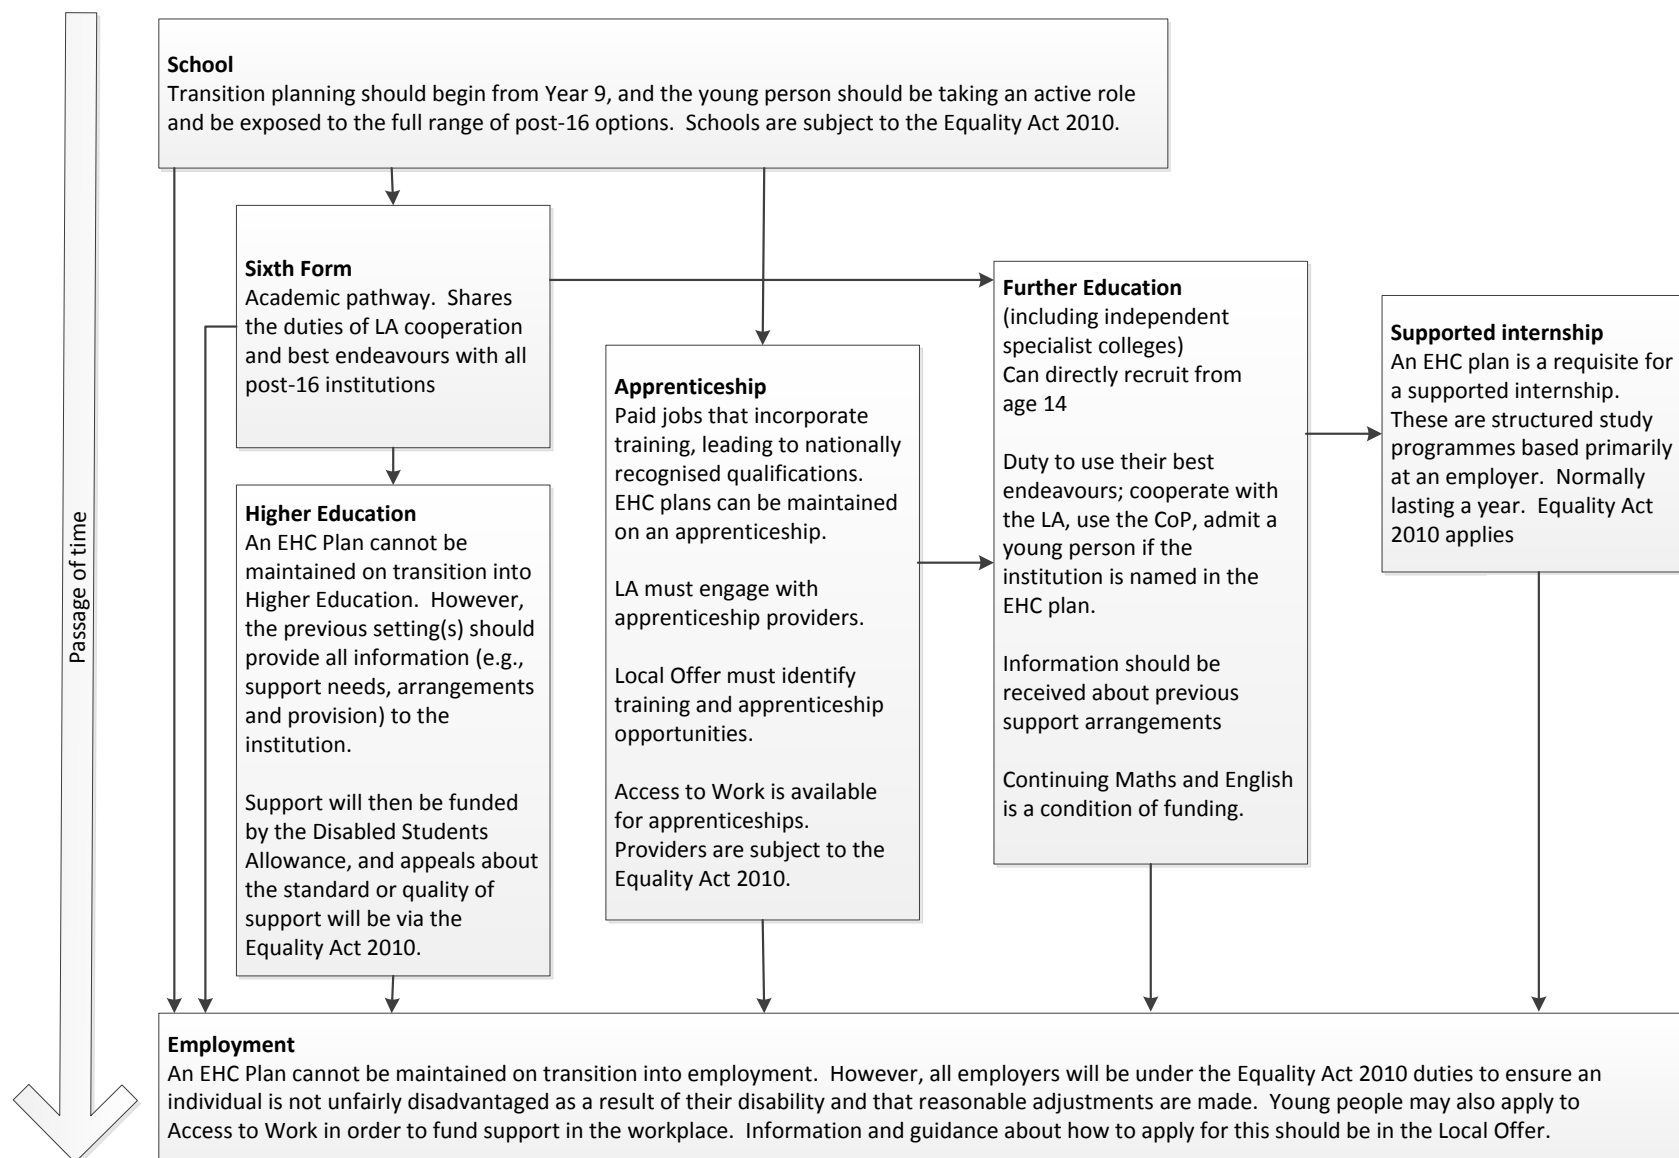 Passage of time
School
Transition planning should begin from Year 9, and the young person should be taking an active role
and be exposed to the full range of post-16 options.  Schools are subject to the Equality Act 2010.
Sixth Form
Academic pathway.  Shares
the duties of LA cooperation
and best endeavours with all
post-16 institutions
Higher Education
An EHC Plan cannot be
maintained on transition into
Higher Education.  However,
the previous setting(s) should
provide all information (e.g.,
support needs, arrangements
and provision) to the
institution.
Support will then be funded
by the Disabled Students
Allowance, and appeals about
the standard or quality of
support will be via the
Equality Act 2010.
Apprenticeship
Paid jobs that incorporate
training, leading to nationally
recognised qualifications.
EHC plans can be maintained
on an apprenticeship.
LA must engage with
apprenticeship providers.
Local Offer must identify
training and apprenticeship
opportunities.
Access to Work is available
for apprenticeships.
Providers are subject to the
Equality Act 2010.
Further Education
(including independent
specialist colleges)
Can directly recruit from
age 14
Duty to use their best
endeavours; cooperate with
the LA, use the CoP, admit a
young person if the
institution is named in the
EHC plan.
Information should be
received about previous
support arrangements
Continuing Maths and English
is a condition of funding.
Supported internship
An EHC plan is a requisite for
a supported internship.
These are structured study
programmes based primarily
at an employer.  Normally
lasting a year.  Equality Act
2010 applies
Employment
An EHC Plan cannot be maintained on transition into employment.  However, all employers will be under the Equality Act 2010 duties to ensure an
individual is not unfairly disadvantaged as a result of their disability and that reasonable adjustments are made.  Young people may also apply to
Access to Work in order to fund support in the workplace.  Information and guidance about how to apply for this should be in the Local Offer.